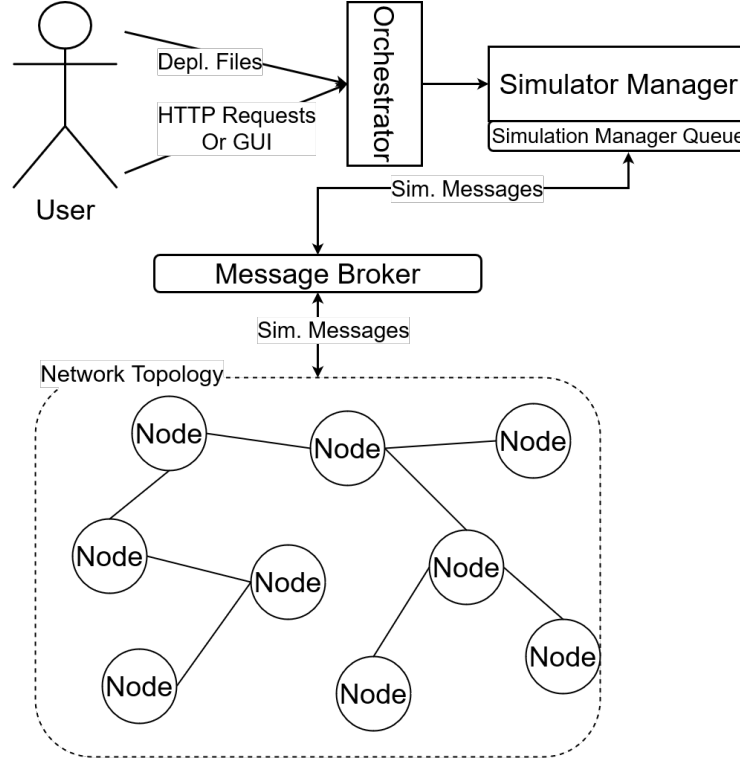 Depl. Files
HTTP Requests
Or GUI
User
Orchestrator
Simulator Manager
Simulation Manager Queue
Sim. Messages
Message Broker
Sim. Messages
Network Topology
Node
Node
Node
Node
Node
Node
Node
Node
Node